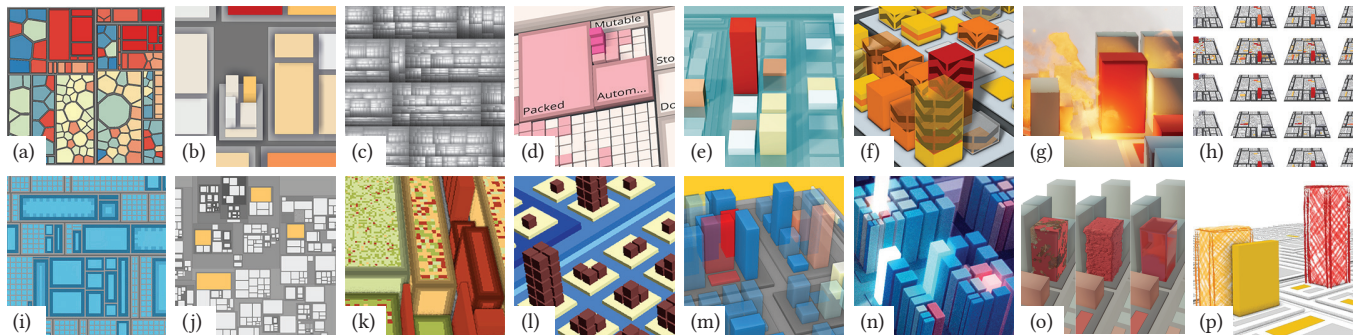 (a)
(b)
(c)
Mutable
Packed
Autom...
(d)
(e)
(f)
(g)
(h)
(i)
(j)
(k)
(l)
(m)
(n)
(o)
(p)